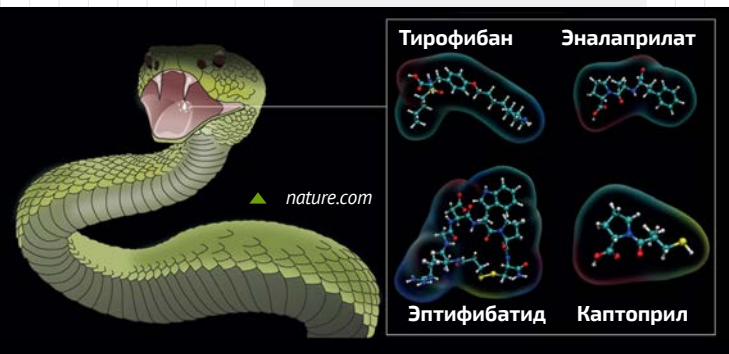 Тирофибан
Эналаприлат
nature.com
Эптифибатид
Каптоприл